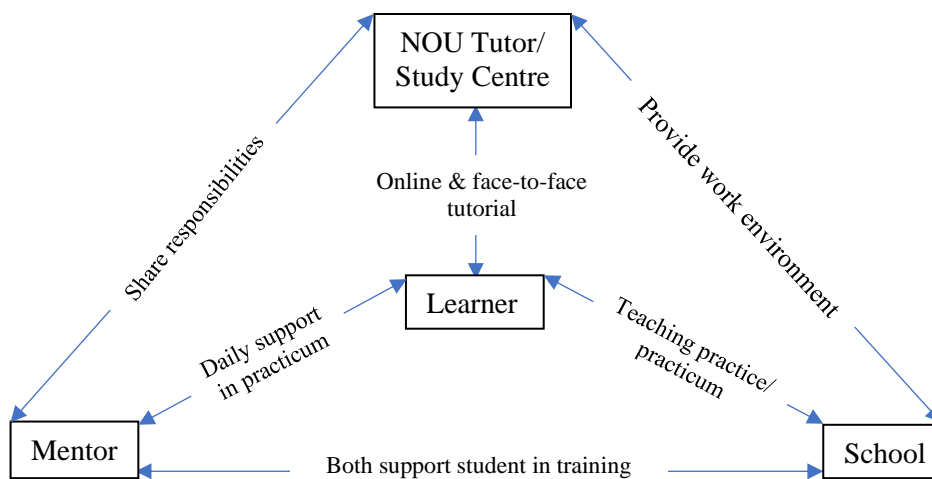 NOU Tutor/
Study Centre
Share responsibilities
Provide work environment
Online & face-to-face
tutorial
Learner
Daily support
in practicum
Teaching practice/
practicum
Mentor
School
Both support student in training